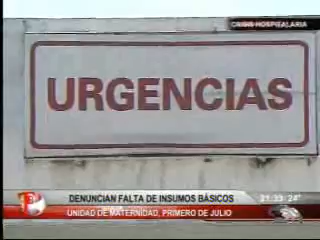 CRISIS HOSPITALARIA
URGENCIAS
DENUNCIAN FALTA DE INSUMOS BÁSICOS
21:33:24"
UNIDAD DE MATERNIDAD, PRIMERO DE JULIO